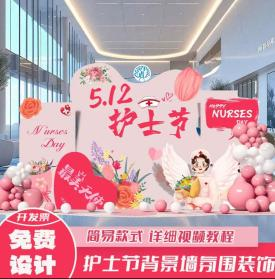 5.12
护士节
Nurses
Day
HAPPY
NURSES
DAY
开发票
免费
设计
简易款式 详细视频教程
护士节背景墙氛围装饰